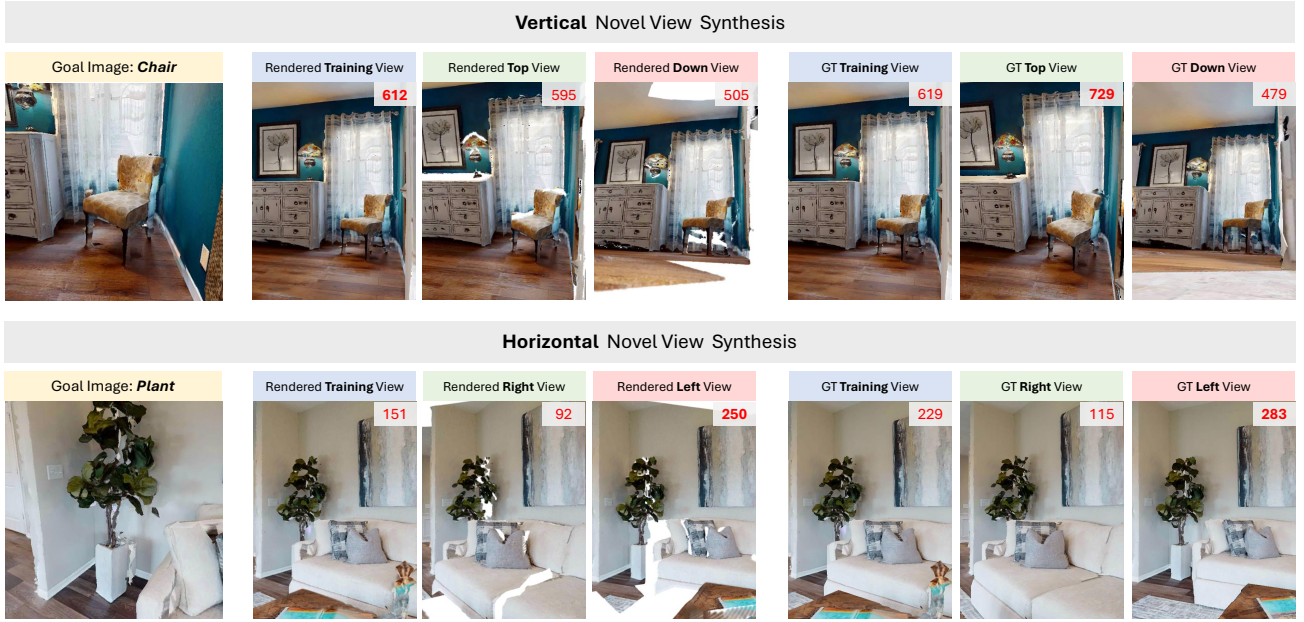 Vertical Novel View Synthesis
Goal Image: Chair
Rendered Training View
Rendered Top View
Rendered Down View
GT Training View
GT Top View
GT Down View
612
595
505
619
729
479
Horizontal Novel View Synthesis
Goal Image: Plant
Rendered Training View
Rendered Right View
Rendered Left View
GT Training View
GT Right View
GT Left View
151
92
250
229
115
283